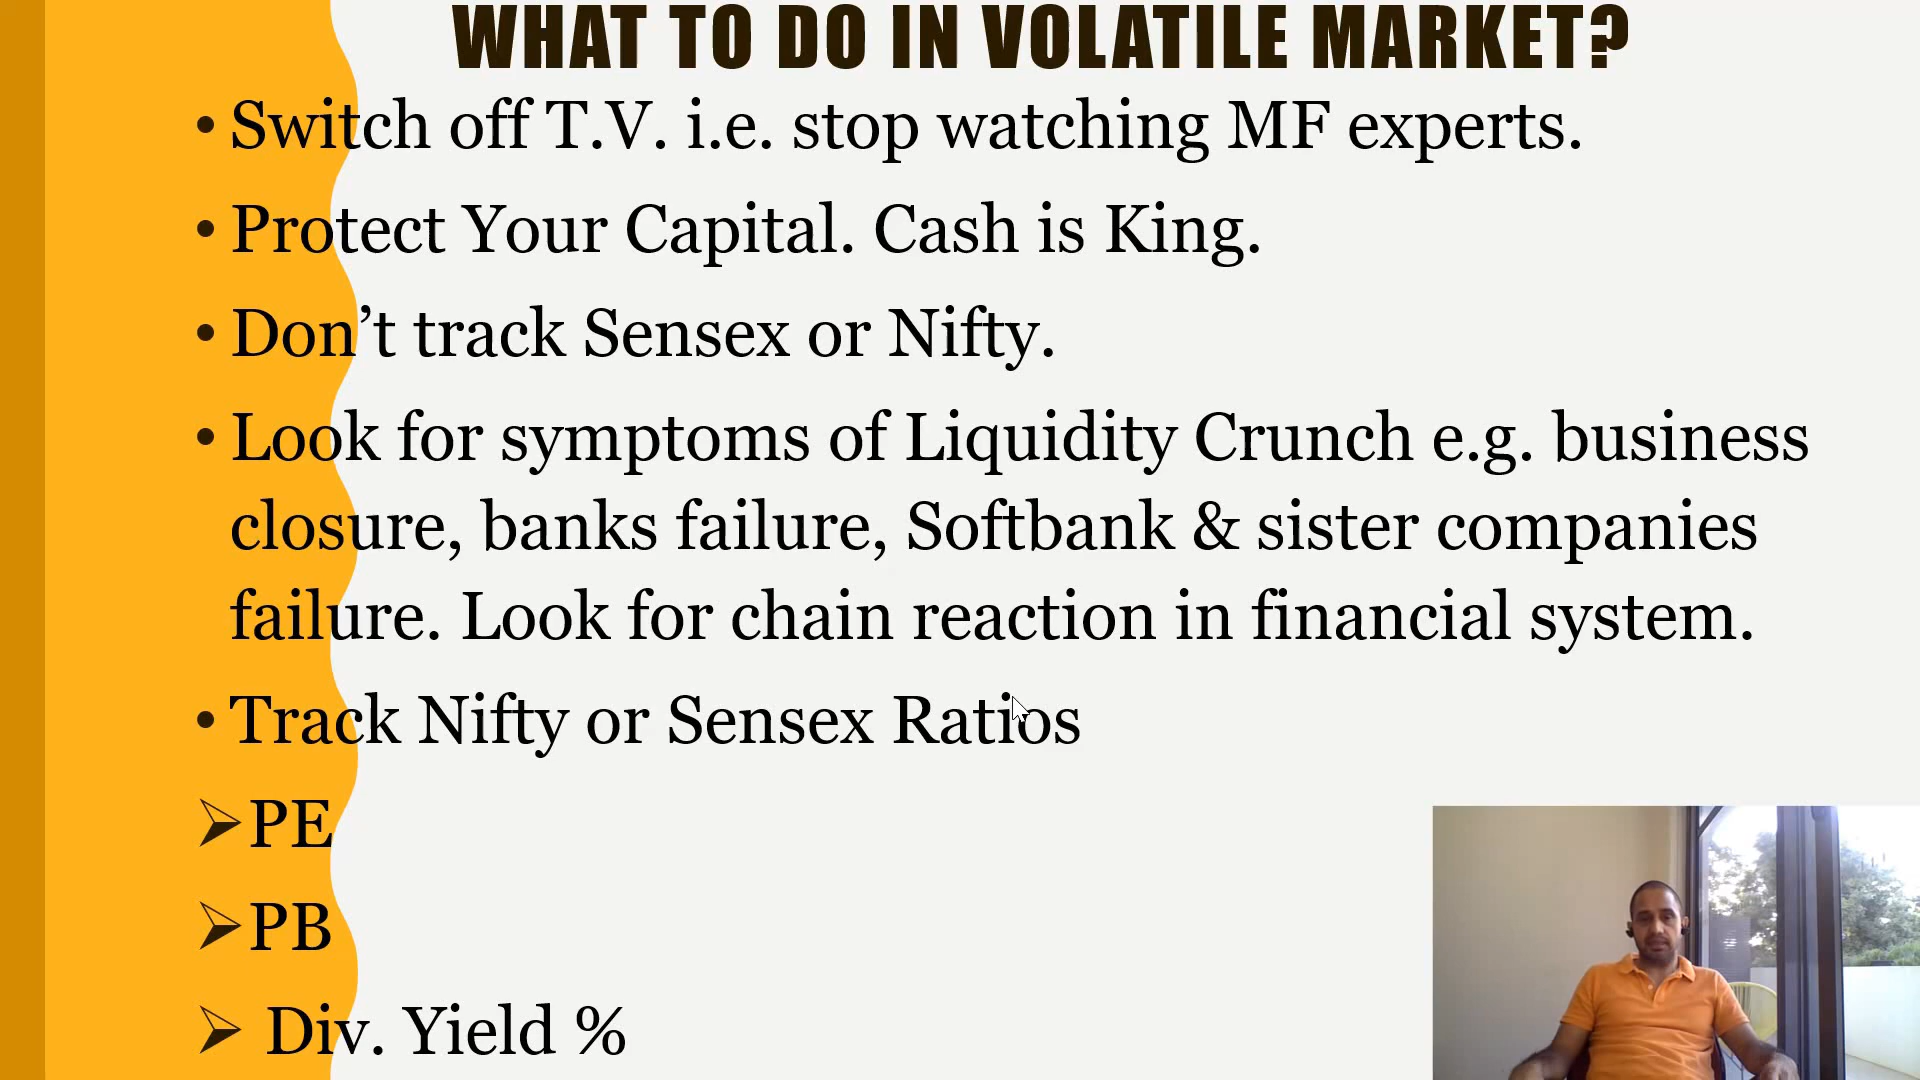 WHAT TO DO IN VOLATILE MARKET?
• Switch off T.V. i.e. stop watching MF experts.
• Protect Your Capital. Cash is King.
• Don’t track Sensex or Nifty.
• Look for symptoms of Liquidity Crunch e.g. business
closure, banks failure, Softbank & sister companies
failure. Look for chain reaction in financial system.
• Track Nifty or Sensex Ratios
➢PE
➢PB
➢ Div. Yield %